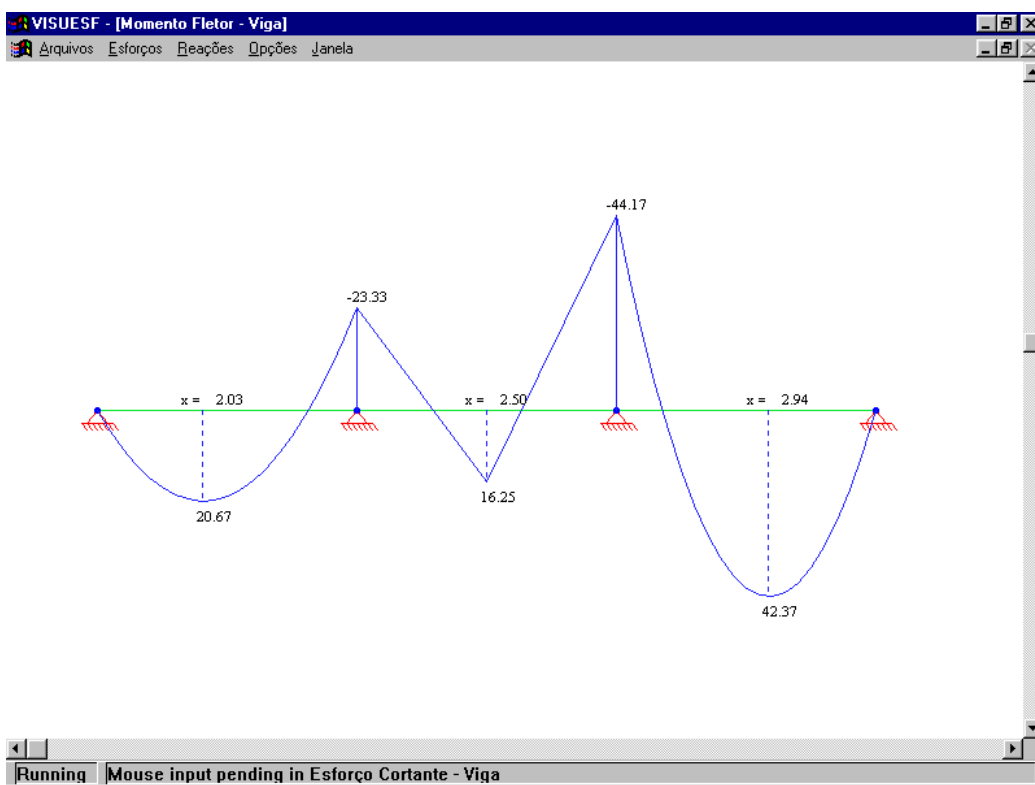 VISUESF - [Momento Fletor - Viga]
Arquivos Esforços Reações Opções Janela
-44.17
-23.33
x = 2.03
x = 2.50
x = 2.94
16.25
20.67
42.37
Running Mouse input pending in Esforço Cortante - Viga